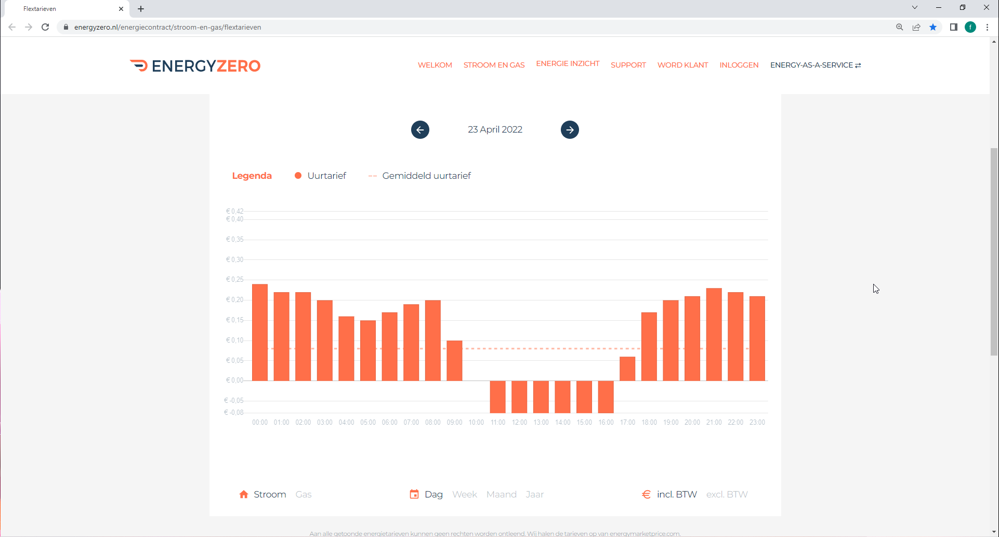 Flextarieven
energyzero.nl/energiecontract/stroom-en-gas/flextarieven
f
ENERGYZERO
WELKOM STROOM EN GAS ENERGIE INZICHT SUPPORT WORD KLANT INLOGGEN ENERGY-AS-A-SERVICE ⇄
23 April 2022
Legenda Uurtarief Gemiddeld uurtarief
€ 0,42
€ 0,40
€ 0,35
€ 0,30
€ 0,25
€ 0,20
€ 0,15
€ 0,10
€ 0,05
€ 0,00
€ -0,05
€ -0,08
00:00 01:00 02:00 03:00 04:00 05:00 06:00 07:00 08:00 09:00 10:00 11:00 12:00 13:00 14:00 15:00 16:00 17:00 18:00 19:00 20:00 21:00 22:00 23:00
Stroom Gas Dag Week Maand Jaar € incl. BTW excl. BTW
Aan alle getoonde energietarieven kunnen geen rechten worden ontleend. Wij halen de tarieven op van energymarketprice.com.